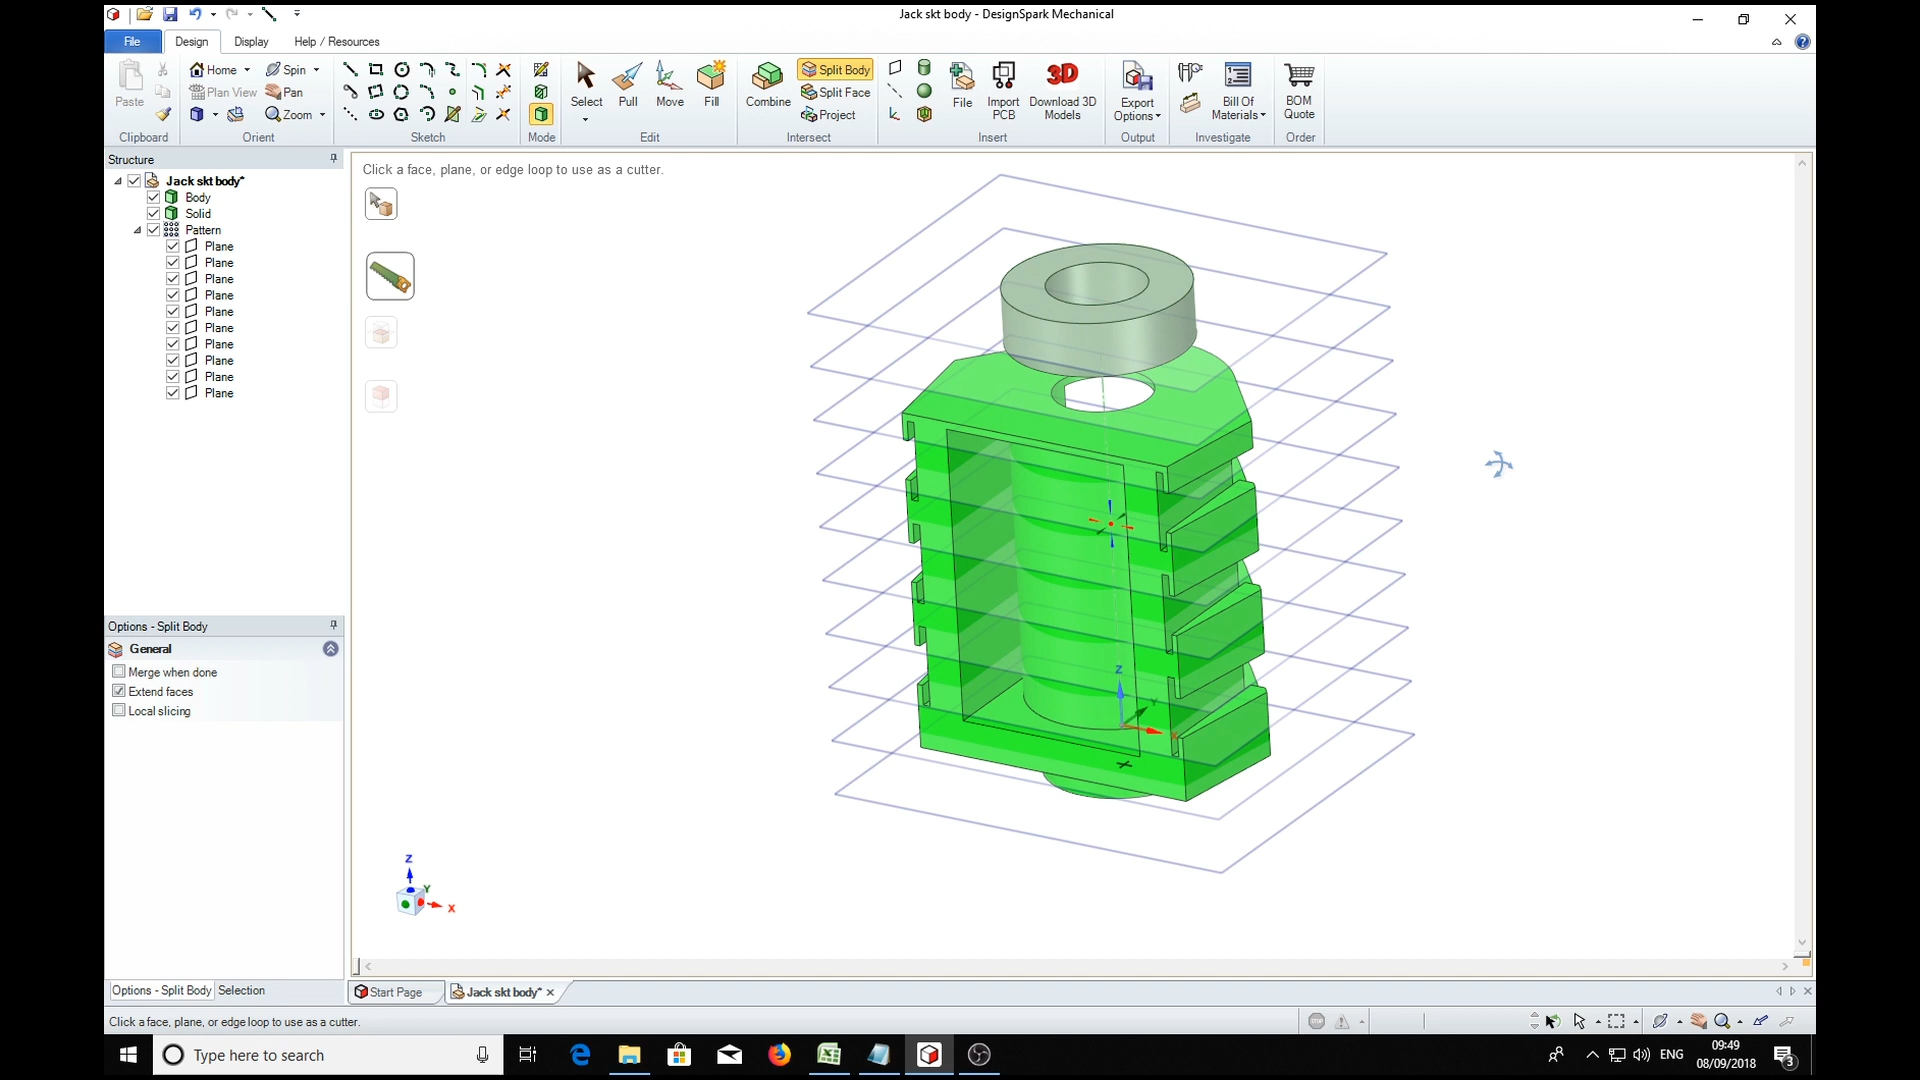 Jack skt body - DesignSpark Mechanical
File Design Display Help / Resources
Paste
Home Spin
Plan View Pan
Zoom
Select Pull Move Fill
Combine Split Body
Split Face
Project
File Import PCB Download 3D Models
Export Options
Bill Of Materials
BOM Quote
Clipboard Orient Sketch Mode Edit Intersect Insert Output Investigate Order
Structure
Jack skt body*
Body
Solid
Pattern
Plane
Plane
Plane
Plane
Plane
Plane
Plane
Plane
Plane
Plane
Click a face, plane, or edge loop to use as a cutter.
Z
Y
X
Options - Split Body
General
Merge when done
Extend faces
Local slicing
Z
Y
X
Options - Split Body Selection
Start Page Jack skt body*
Click a face, plane, or edge loop to use as a cutter.
Type here to search
ENG
09:49
08/09/2018
3